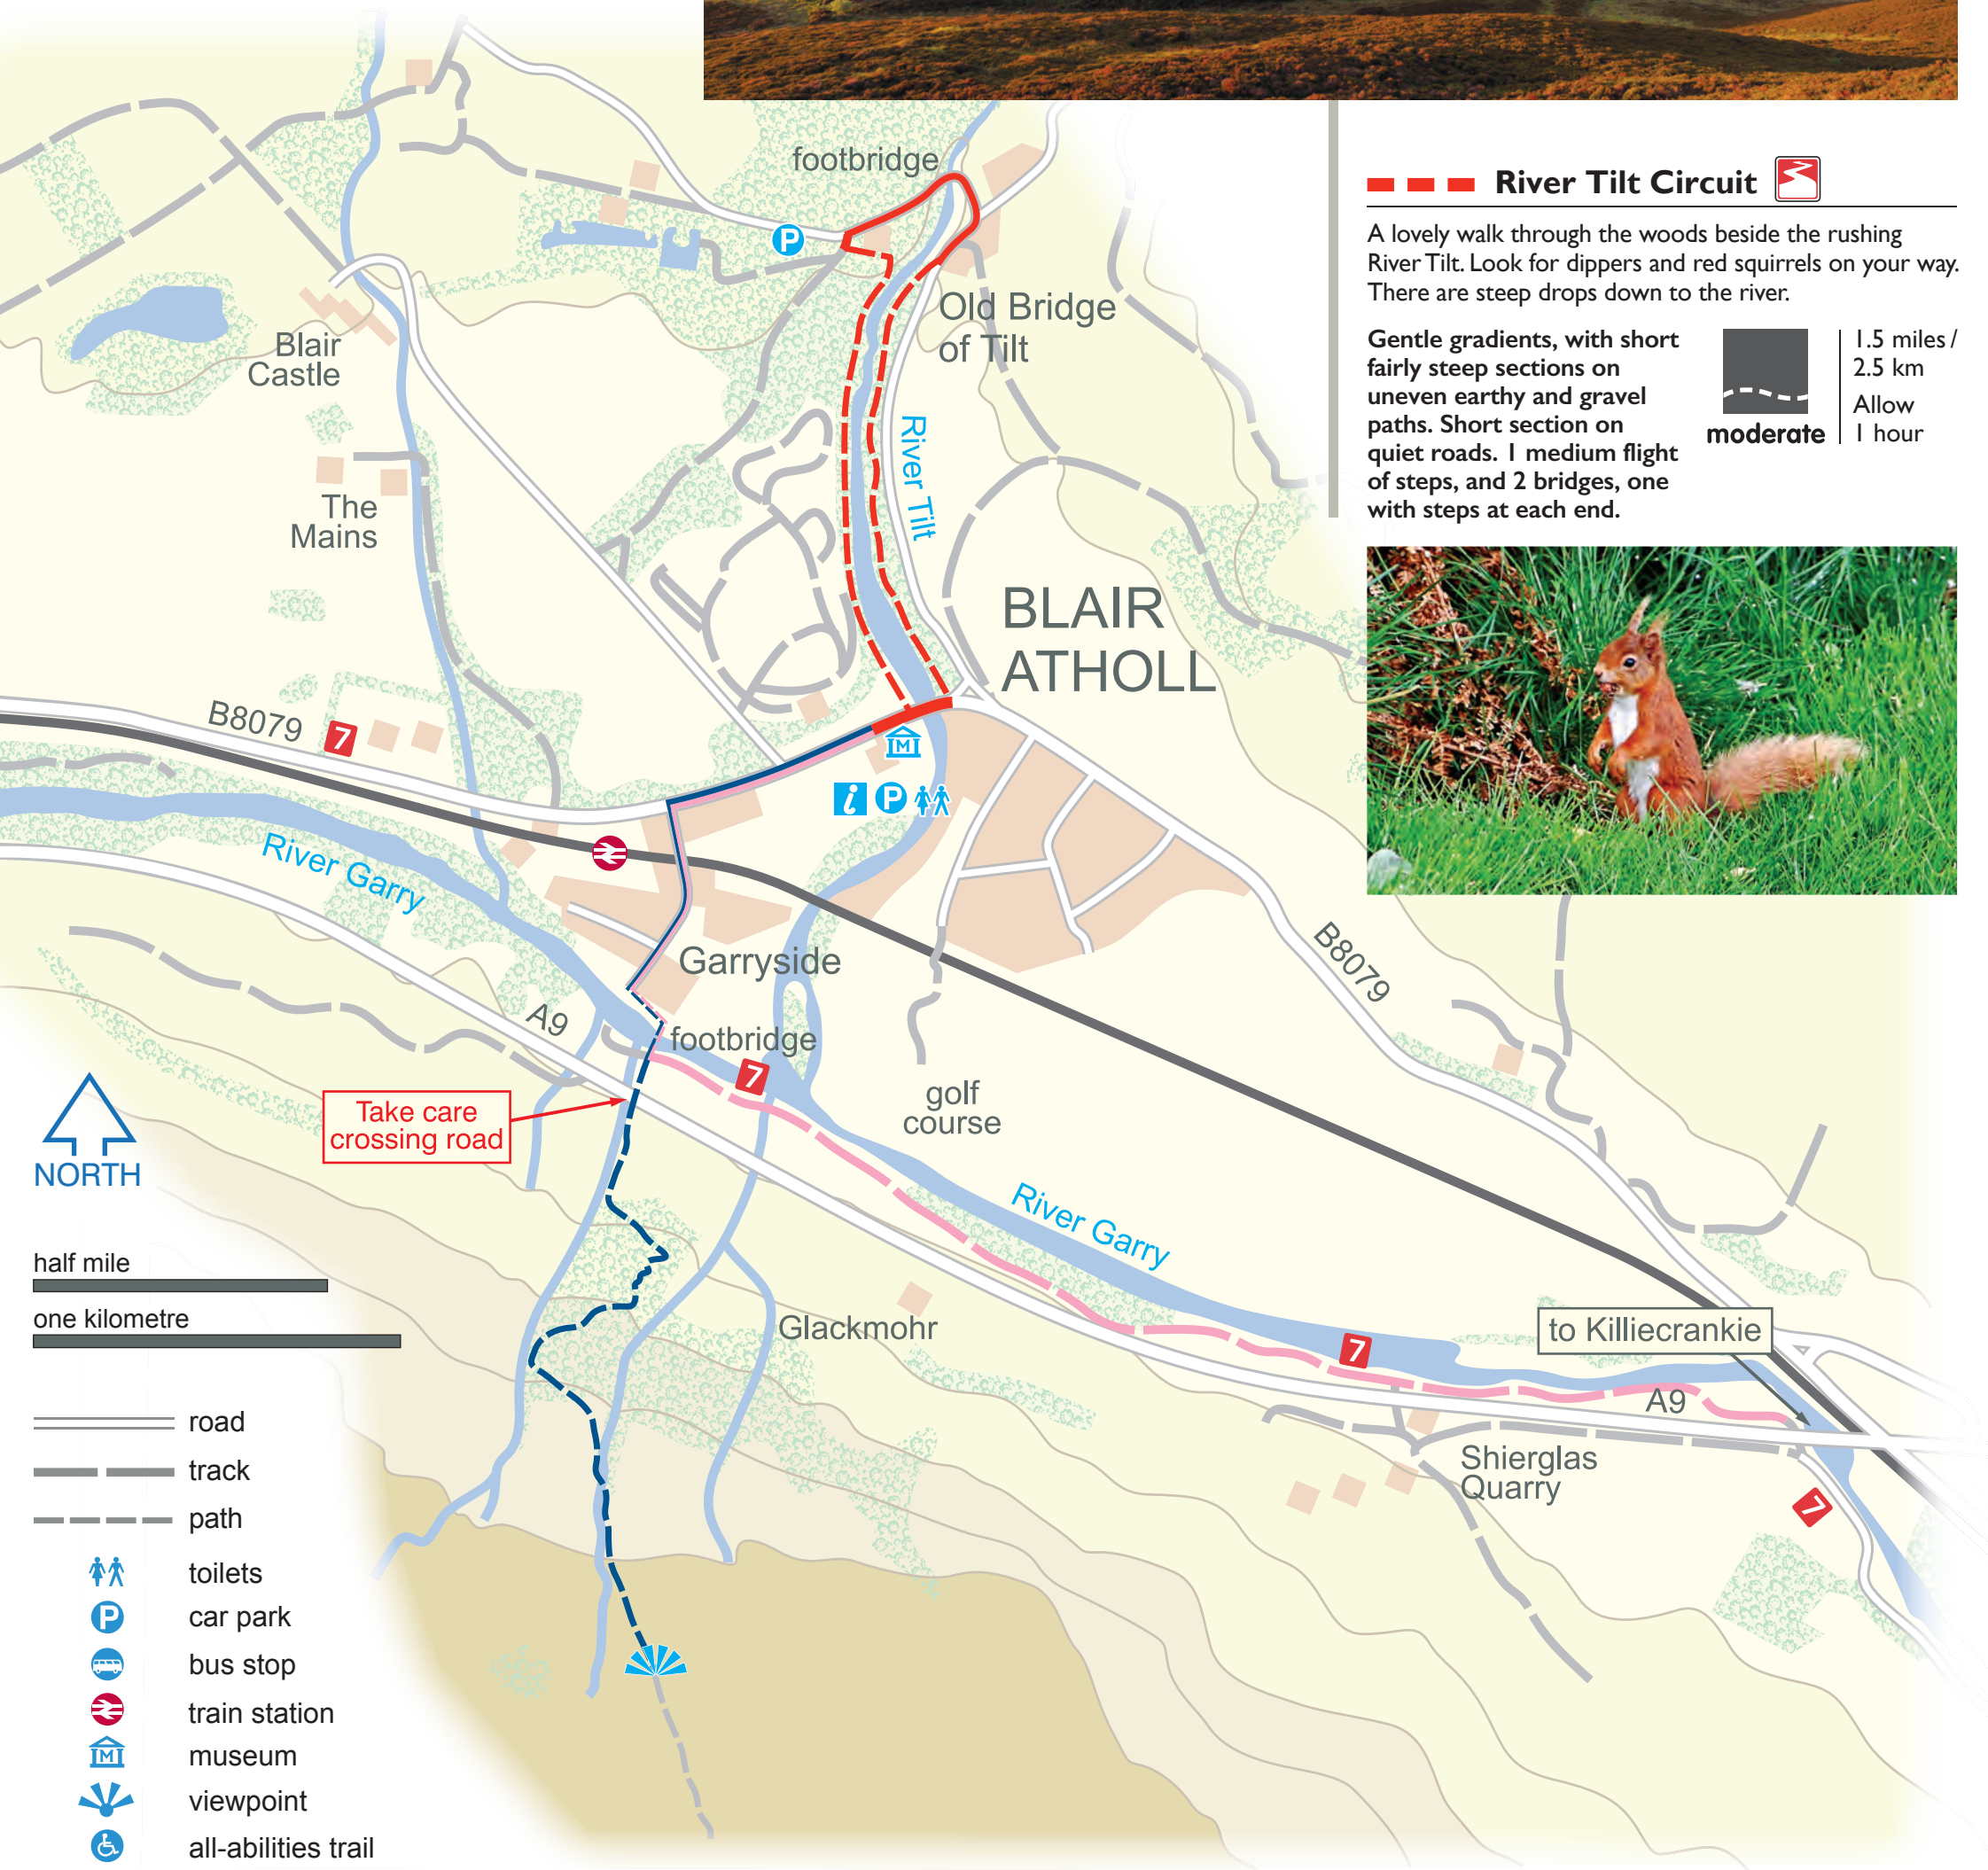 footbridge
P
River Tilt Circuit
A lovely walk through the woods beside the rushing
River Tilt. Look for dippers and red squirrels on your way.
There are steep drops down to the river.
Gentle gradients, with short
fairly steep sections on
uneven earthy and gravel
paths. Short section on
quiet roads. 1 medium flight
of steps, and 2 bridges, one
with steps at each end.
moderate
1.5 miles /
2.5 km
Allow
1 hour
Old Bridge
of Tilt
Blair
Castle
River Tilt
The
Mains
BLAIR
ATHOLL
B8079
7
M
i P
River Garry
Garryside
B8079
A9
footbridge
7
golf
course
Take care
crossing road
NORTH
River Garry
half mile
one kilometre
Glackmohr
to Killiecrankie
7
A9
Shierglas
Quarry
7
road
track
path
toilets
P car park
bus stop
train station
M museum
viewpoint
all-abilities trail